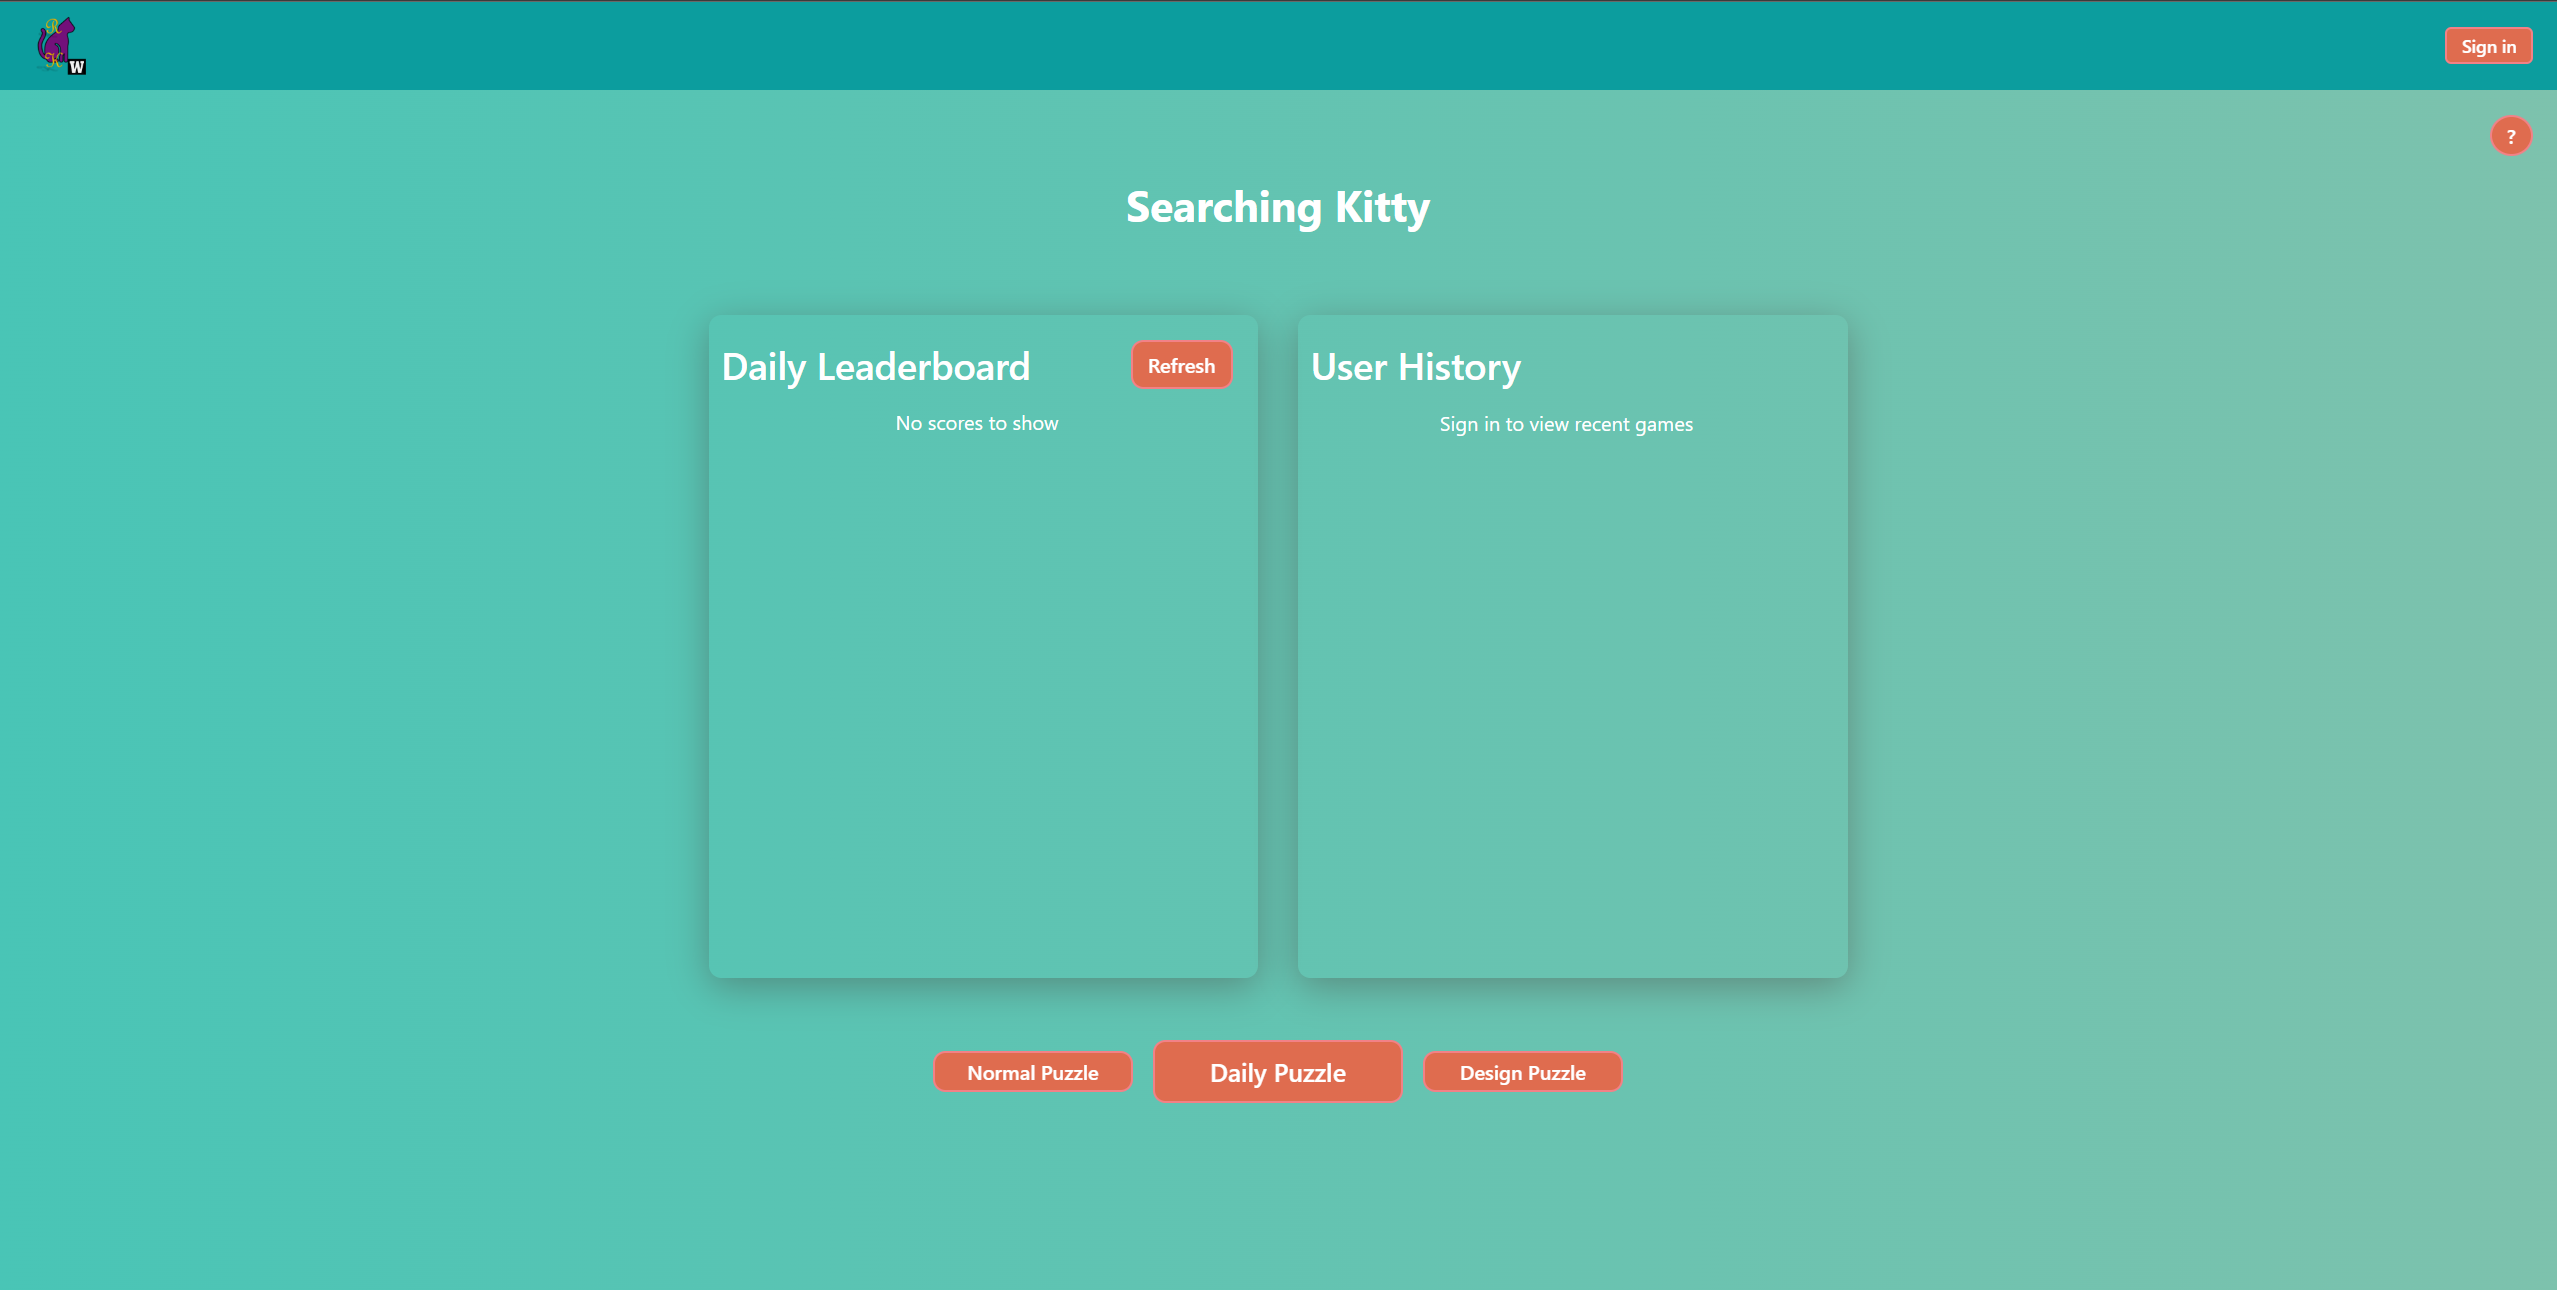 R
K
W
Sign in
?
Searching Kitty
Daily Leaderboard
Refresh
No scores to show
User History
Sign in to view recent games
Normal Puzzle
Daily Puzzle
Design Puzzle